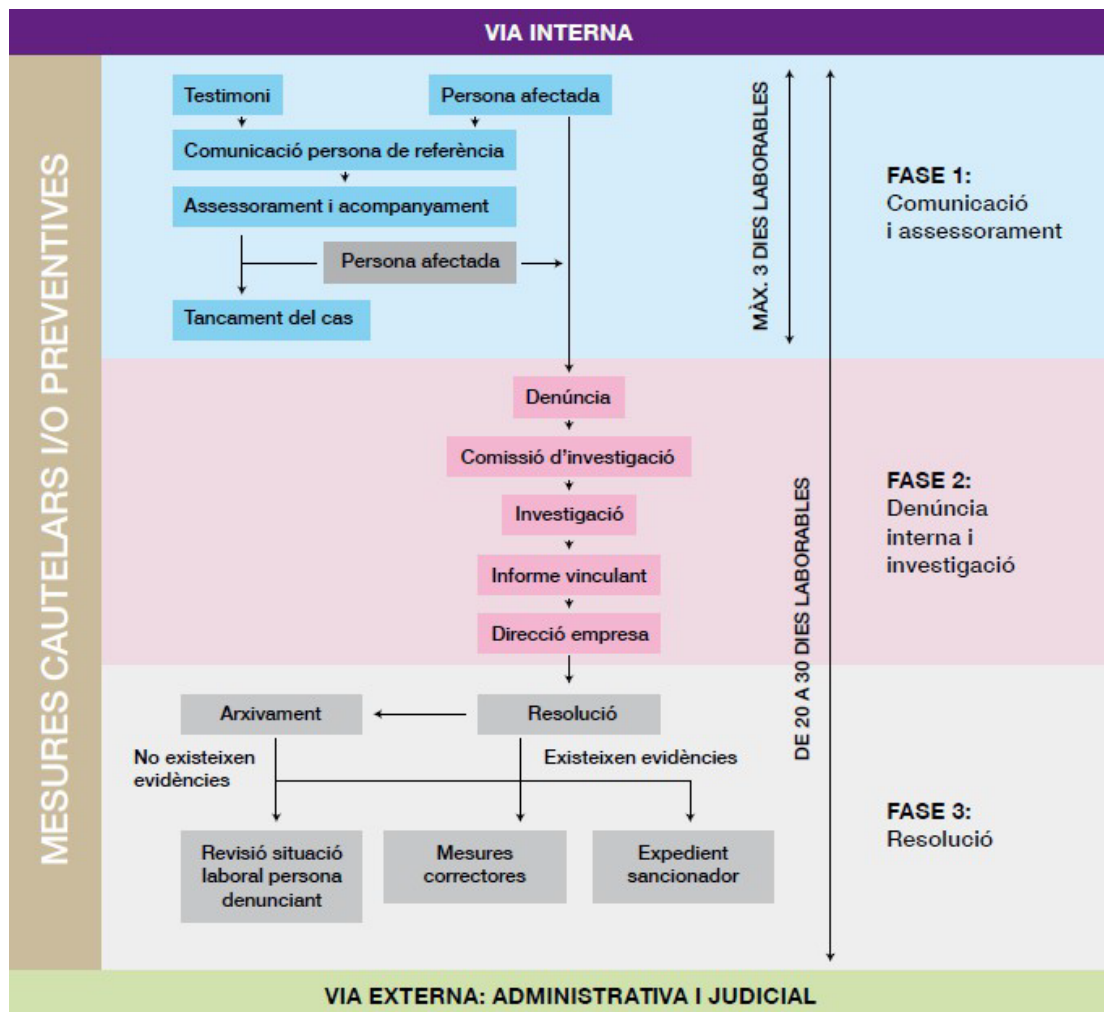 VIA INTERNA
MESURES CAUTELARS I/O PREVENTIVES
Testimoni
Persona afectada
Comunicació persona de referència
Assessorament i acompanyament
Persona afectada
Tancament del cas
MÀX. 3 DIES LABORABLES
FASE 1:
Comunicació
i assessorament
Denúncia
Comissió d'investigació
Investigació
Informe vinculant
Direcció empresa
DE 20 A 30 DIES LABORABLES
FASE 2:
Denúncia
interna i
investigació
Arxivament
Resolució
No existeixen
evidències
Existeixen evidències
Revisió situació
laboral persona
denunciant
Mesures
correctores
Expedient
sancionador
FASE 3:
Resolució
VIA EXTERNA: ADMINISTRATIVA I JUDICIAL